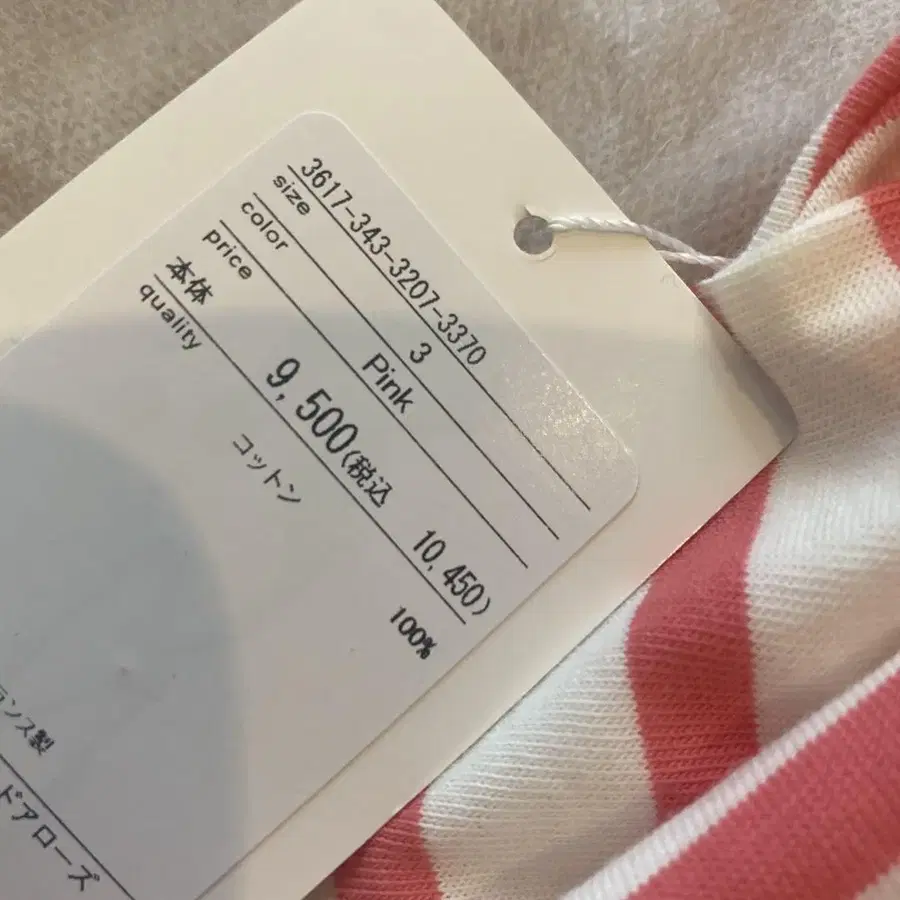 3617-343-3207-3370
size 3
color Pink
price
本体 9,500(税込 10,450)
quality
コットン 100%
ランス製
ドアローズ